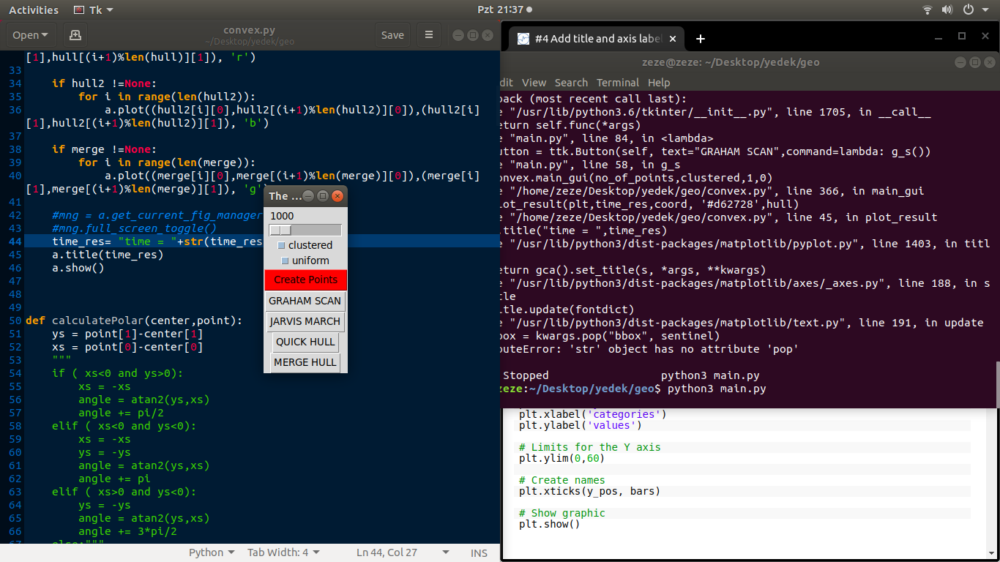 Activities Tk Pzt 21:37
Open convex.py Save
~/Desktop/yedek/geo
[1],hull[(i+1)%len(hull)][1]), 'r')
33
34 if hull2 !=None:
35 for i in range(len(hull2)):
36 a.plot((hull2[i][0],hull2[(i+1)%len(hull2)][0]),(hull2[i]
[1],hull2[(i+1)%len(hull2)][1]), 'b')
37
38 if merge !=None:
39 for i in range(len(merge)):
40 a.plot((merge[i][0],merge[(i+1)%len(merge)][0]),(merge[i]
[1],merge[(i+1)%len(merge)][1]), 'g')
41
42 #mng = a.get_current_fig_manager
43 #mng.full_screen_toggle()
44 time_res= "time = "+str(time_res
45 a.title(time_res)
46 a.show()
47
48
49
50 def calculatePolar(center,point):
51 ys = point[1]-center[1]
52 xs = point[0]-center[0]
53 """
54 if ( xs<0 and ys>0):
55 xs = -xs
56 angle = atan2(ys,xs)
57 angle += pi/2
58 elif ( xs<0 and ys<0):
59 xs = -xs
60 ys = -ys
61 angle = atan2(ys,xs)
62 angle += pi
63 elif ( xs>0 and ys<0):
64 ys = -ys
65 angle = atan2(ys,xs)
66 angle += 3*pi/2
67 else:"""
Python Tab Width: 4 Ln 44, Col 27 INS
The ...
1000
clustered
uniform
Create Points
GRAHAM SCAN
JARVIS MARCH
QUICK HULL
MERGE HULL
#4 Add title and axis label
zeze@zeze: ~/Desktop/yedek/geo
dit View Search Terminal Help
back (most recent call last):
e "/usr/lib/python3.6/tkinter/__init__.py", line 1705, in __call__
eturn self.func(*args)
e "main.py", line 84, in <lambda>
utton = ttk.Button(self, text="GRAHAM SCAN",command=lambda: g_s())
e "main.py", line 58, in g_s
onvex.main_gui(no_of_points,clustered,1,0)
e "/home/zeze/Desktop/yedek/geo/convex.py", line 366, in main_gui
lot_result(plt,time_res,coord, '#d62728',hull)
e "/home/zeze/Desktop/yedek/geo/convex.py", line 45, in plot_result
.title("time = ",time_res)
e "/usr/lib/python3/dist-packages/matplotlib/pyplot.py", line 1403, in titl
eturn gca().set_title(s, *args, **kwargs)
e "/usr/lib/python3/dist-packages/matplotlib/axes/_axes.py", line 188, in s
tle
itle.update(fontdict)
e "/usr/lib/python3/dist-packages/matplotlib/text.py", line 191, in update
box = kwargs.pop("bbox", sentinel)
buteError: 'str' object has no attribute 'pop'
Stopped python3 main.py
zeze:~/Desktop/yedek/geo$ python3 main.py
plt.xlabel('categories')
plt.ylabel('values')
# Limits for the Y axis
plt.ylim(0,60)
# Create names
plt.xticks(y_pos, bars)
# Show graphic
plt.show()